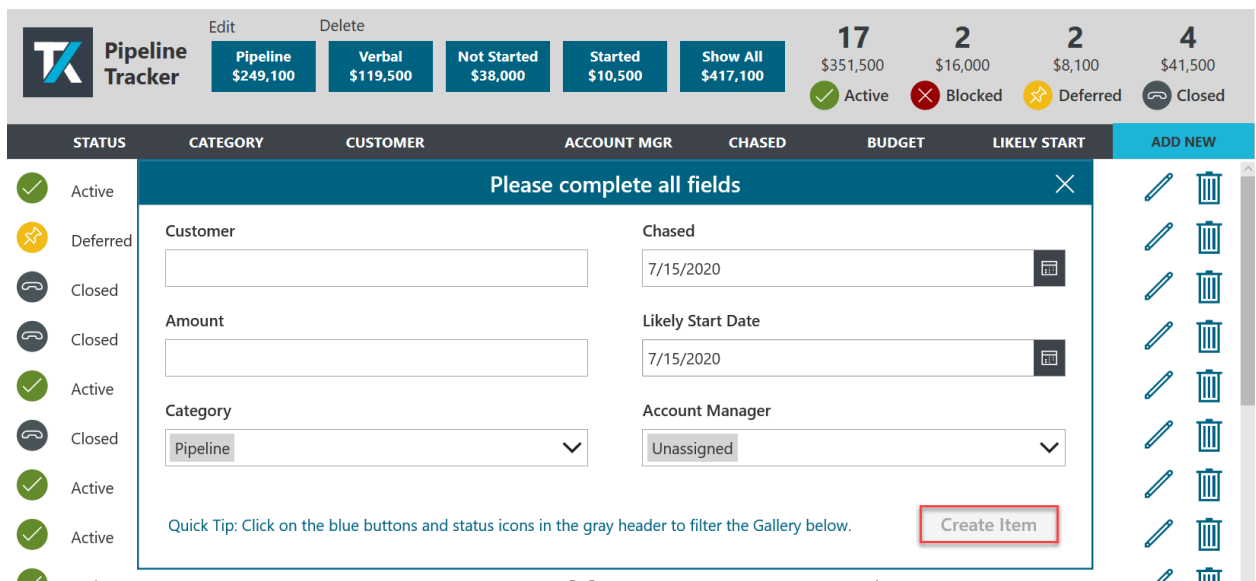 Edit Delete
TK Pipeline Tracker
Pipeline $249,100
Verbal $119,500
Not Started $38,000
Started $10,500
Show All $417,100
17 $351,500 Active
2 $16,000 Blocked
2 $8,100 Deferred
4 $41,500 Closed
STATUS CATEGORY CUSTOMER ACCOUNT MGR CHASED BUDGET LIKELY START ADD NEW
Active
Deferred
Closed
Closed
Active
Closed
Active
Active
Please complete all fields
Customer
Chased
7/15/2020
Amount
Likely Start Date
7/15/2020
Category
Pipeline
Account Manager
Unassigned
Quick Tip: Click on the blue buttons and status icons in the gray header to filter the Gallery below.
Create Item